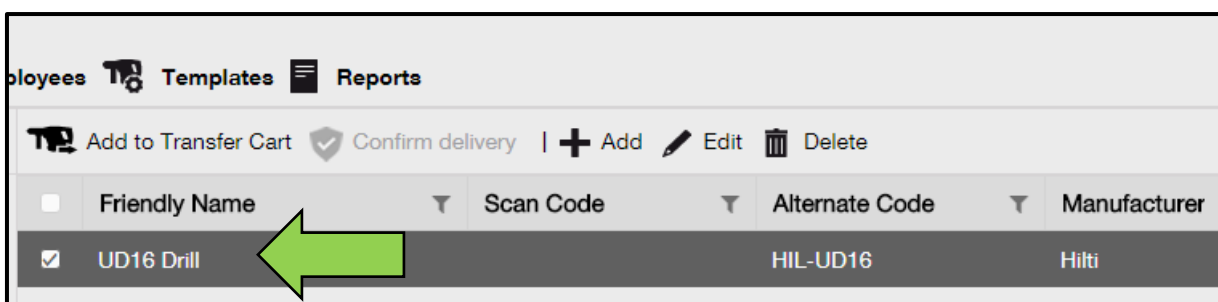 ployees Templates Reports
Add to Transfer Cart Confirm delivery | Add Edit Delete
Friendly Name Scan Code Alternate Code Manufacturer
UD16 Drill HIL-UD16 Hilti